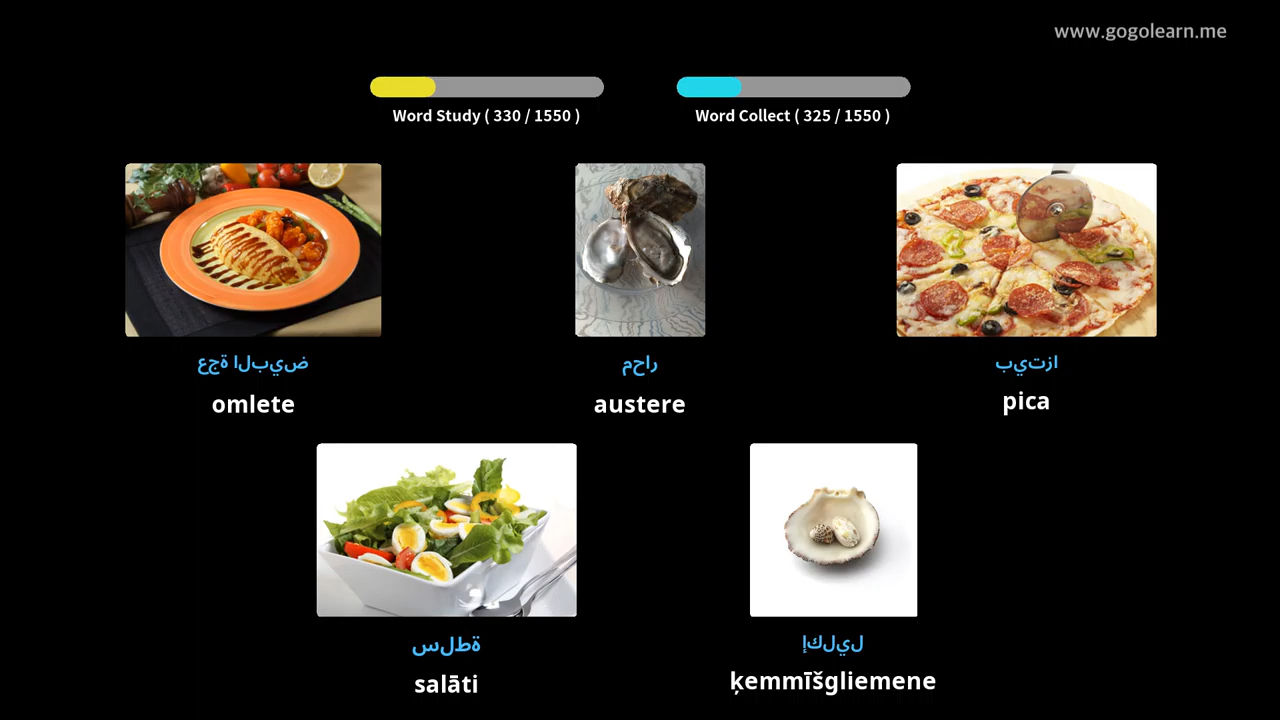 www.gogolearn.me
Word Study ( 330 / 1550 )
Word Collect ( 325 / 1550 )
عجة البيض
محار
بيتزا
omlete
austere
pica
سلطة
إكليل
salāti
ķemmīšgliemene